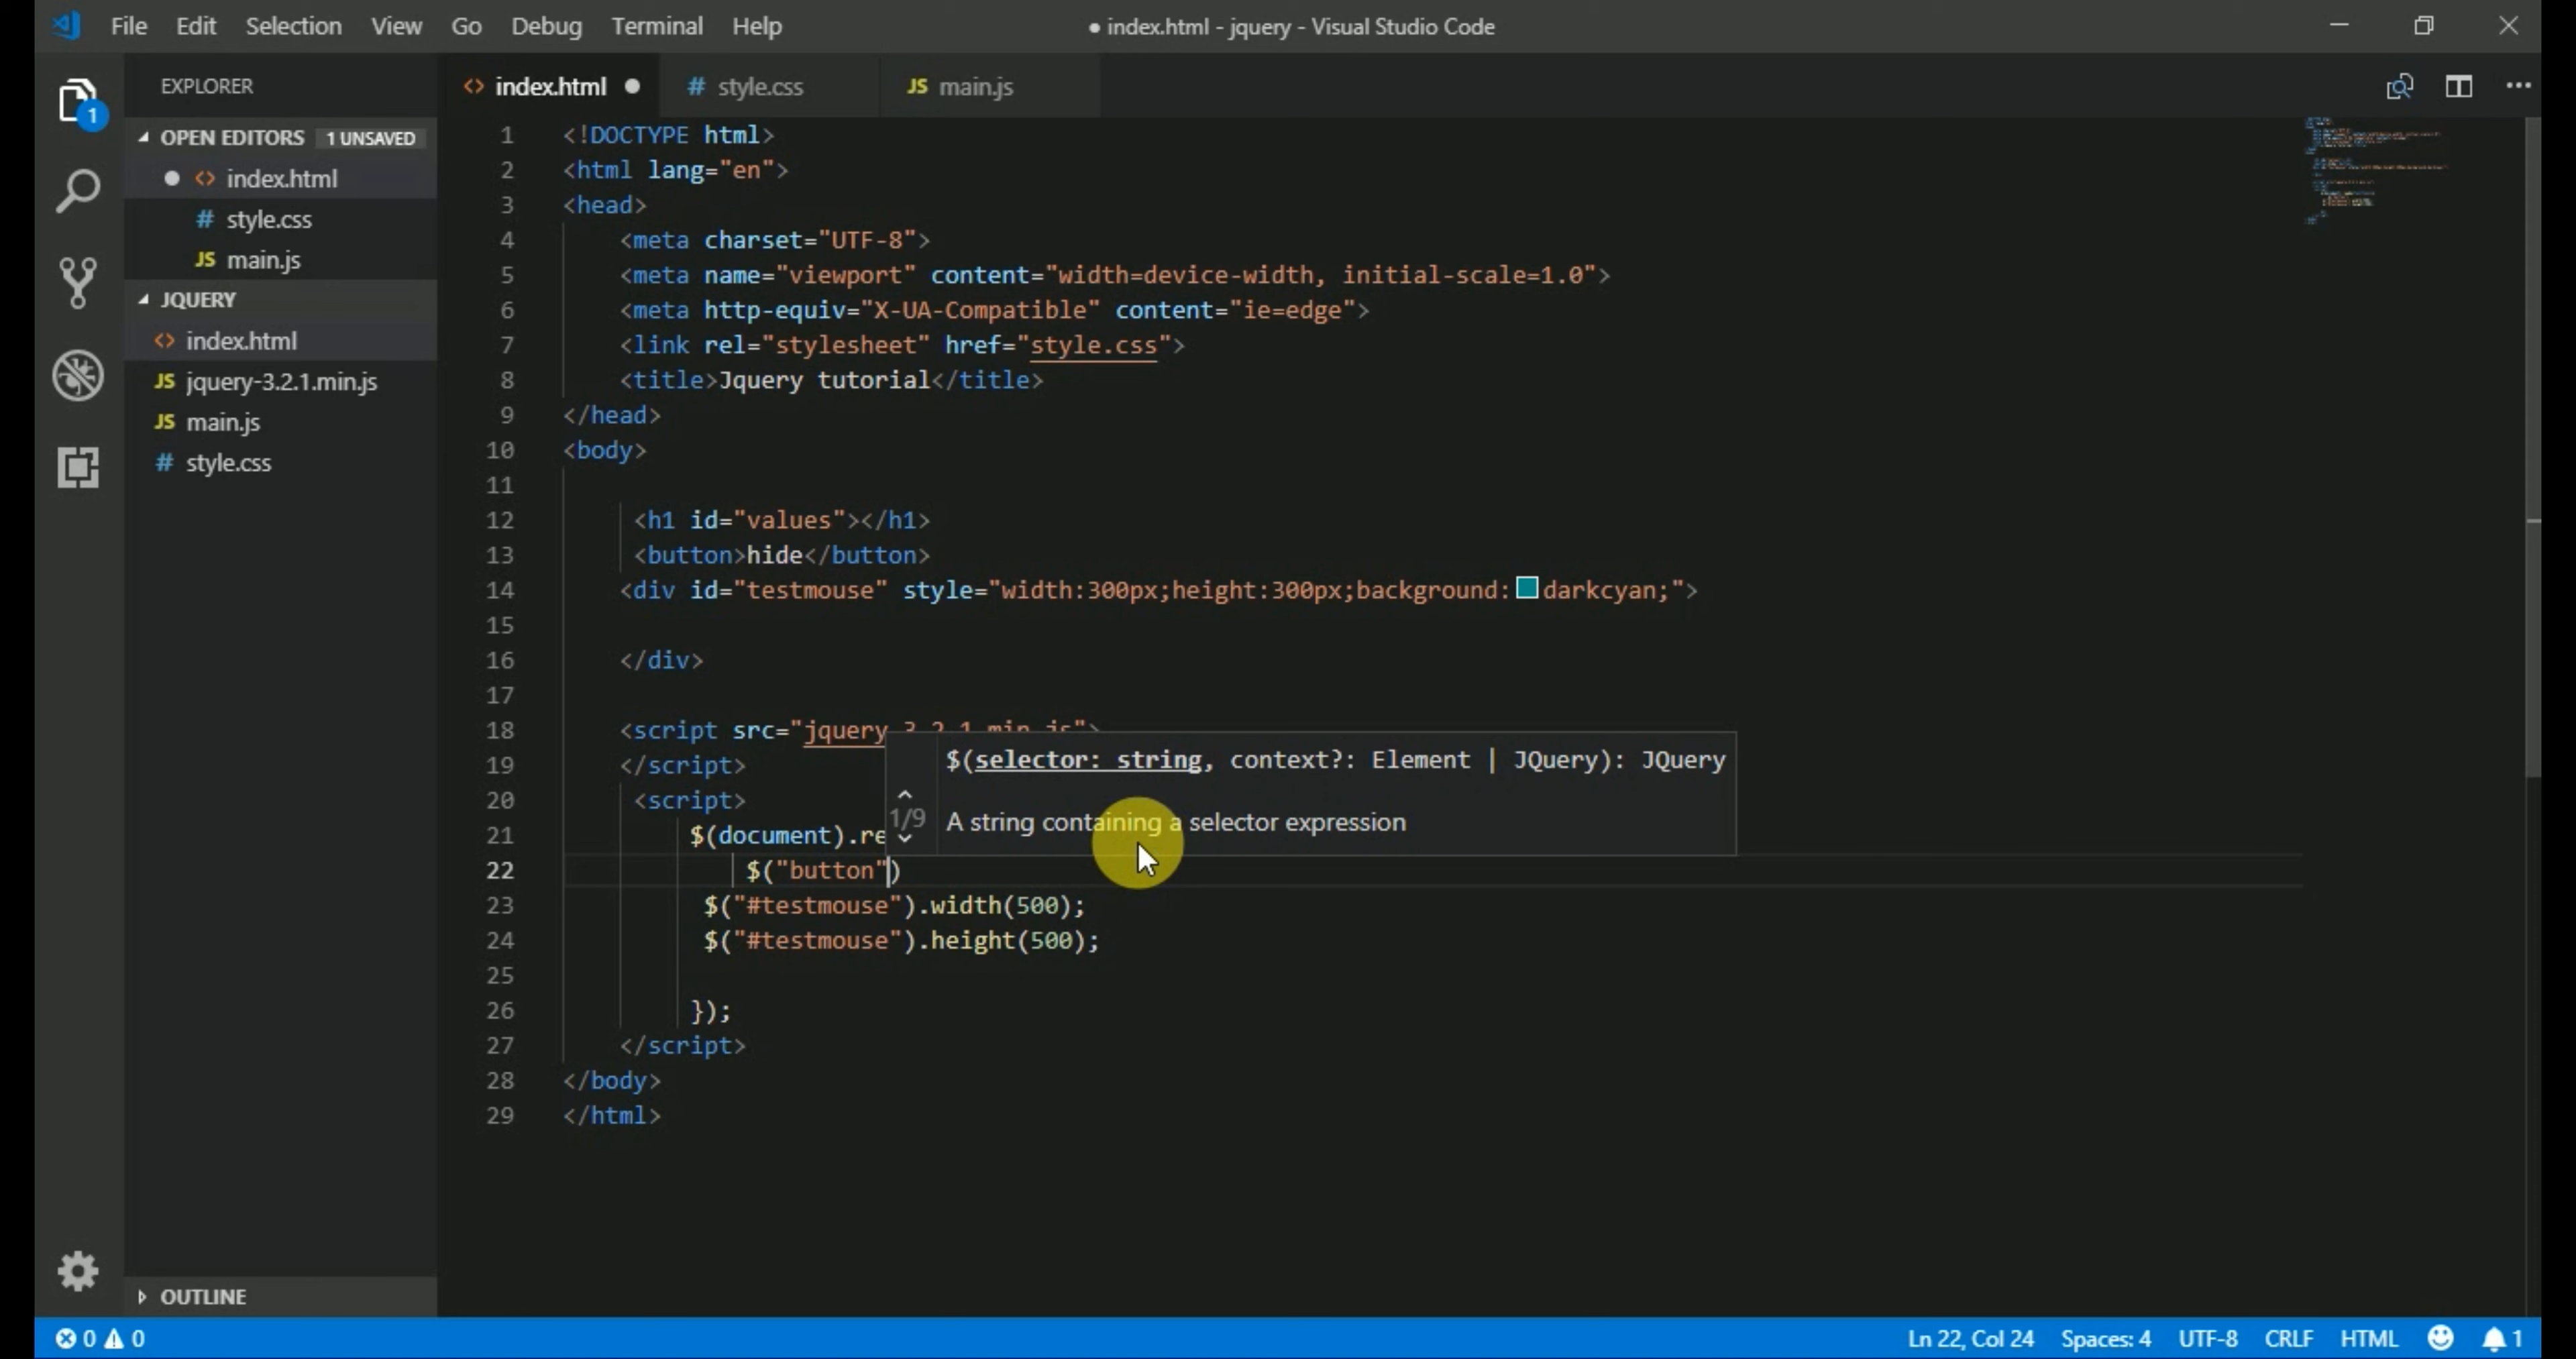 File Edit Selection View Go Debug Terminal Help
● index.html - jquery - Visual Studio Code
EXPLORER
OPEN EDITORS 1 UNSAVED
index.html
style.css
main.js
JQUERY
index.html
jquery-3.2.1.min.js
main.js
style.css
OUTLINE
index.html
style.css
main.js
1 <!DOCTYPE html>
2 <html lang="en">
3 <head>
4 <meta charset="UTF-8">
5 <meta name="viewport" content="width=device-width, initial-scale=1.0">
6 <meta http-equiv="X-UA-Compatible" content="ie=edge">
7 <link rel="stylesheet" href="style.css">
8 <title>Jquery tutorial</title>
9 </head>
10 <body>
11
12 <h1 id="values"></h1>
13 <button>hide</button>
14 <div id="testmouse" style="width:300px;height:300px;background:darkcyan;">
15
16 </div>
17
18 <script src="jquery-3.2.1.min.js">
19 </script>
20 <script>
21 $(document).re
22 $("button")
23 $("#testmouse").width(500);
24 $("#testmouse").height(500);
25
26 });
27 </script>
28 </body>
29 </html>
$(selector: string, context?: Element | JQuery): JQuery
1/9
A string containing a selector expression
0 0
Ln 22, Col 24 Spaces: 4 UTF-8 CRLF HTML 1